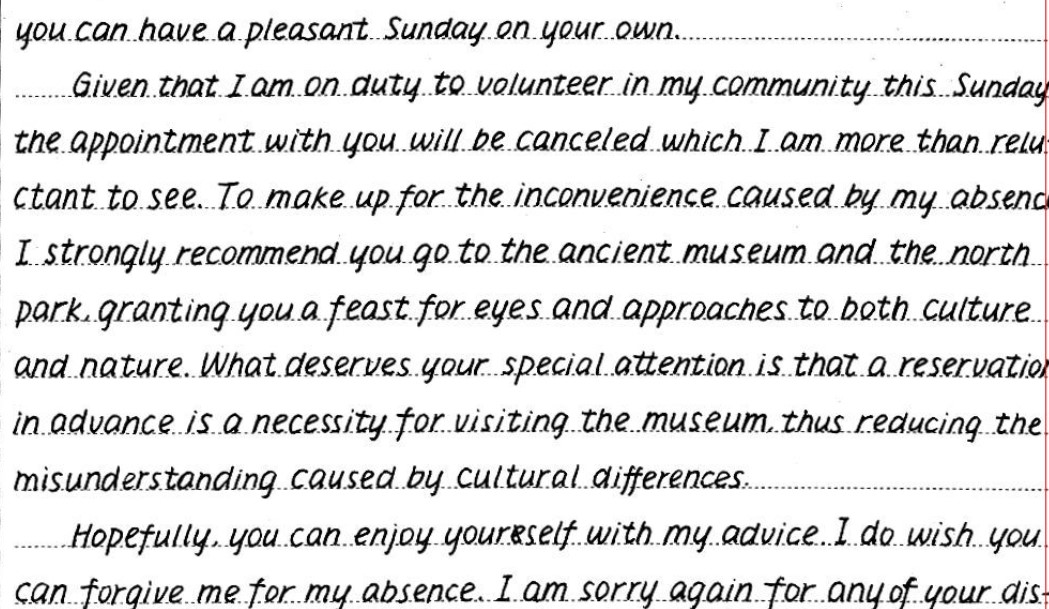 you can have a pleasant Sunday on your own.
Given that I am on duty to volunteer in my community this Sunday
the appointment with you will be canceled which I am more than relu-
ctant to see. To make up for the inconvenience caused by my absenc
I strongly recommend you go to the ancient museum and the north
park, granting you a feast for eyes and approaches to both culture
and nature. What deserves your special attention is that a reservation
in advance is a necessity for visiting the museum, thus reducing the
misunderstanding caused by cultural differences.
Hopefully, you can enjoy youreself with my advice. I do wish you
can forgive me for my absence. I am sorry again for any of your dis-